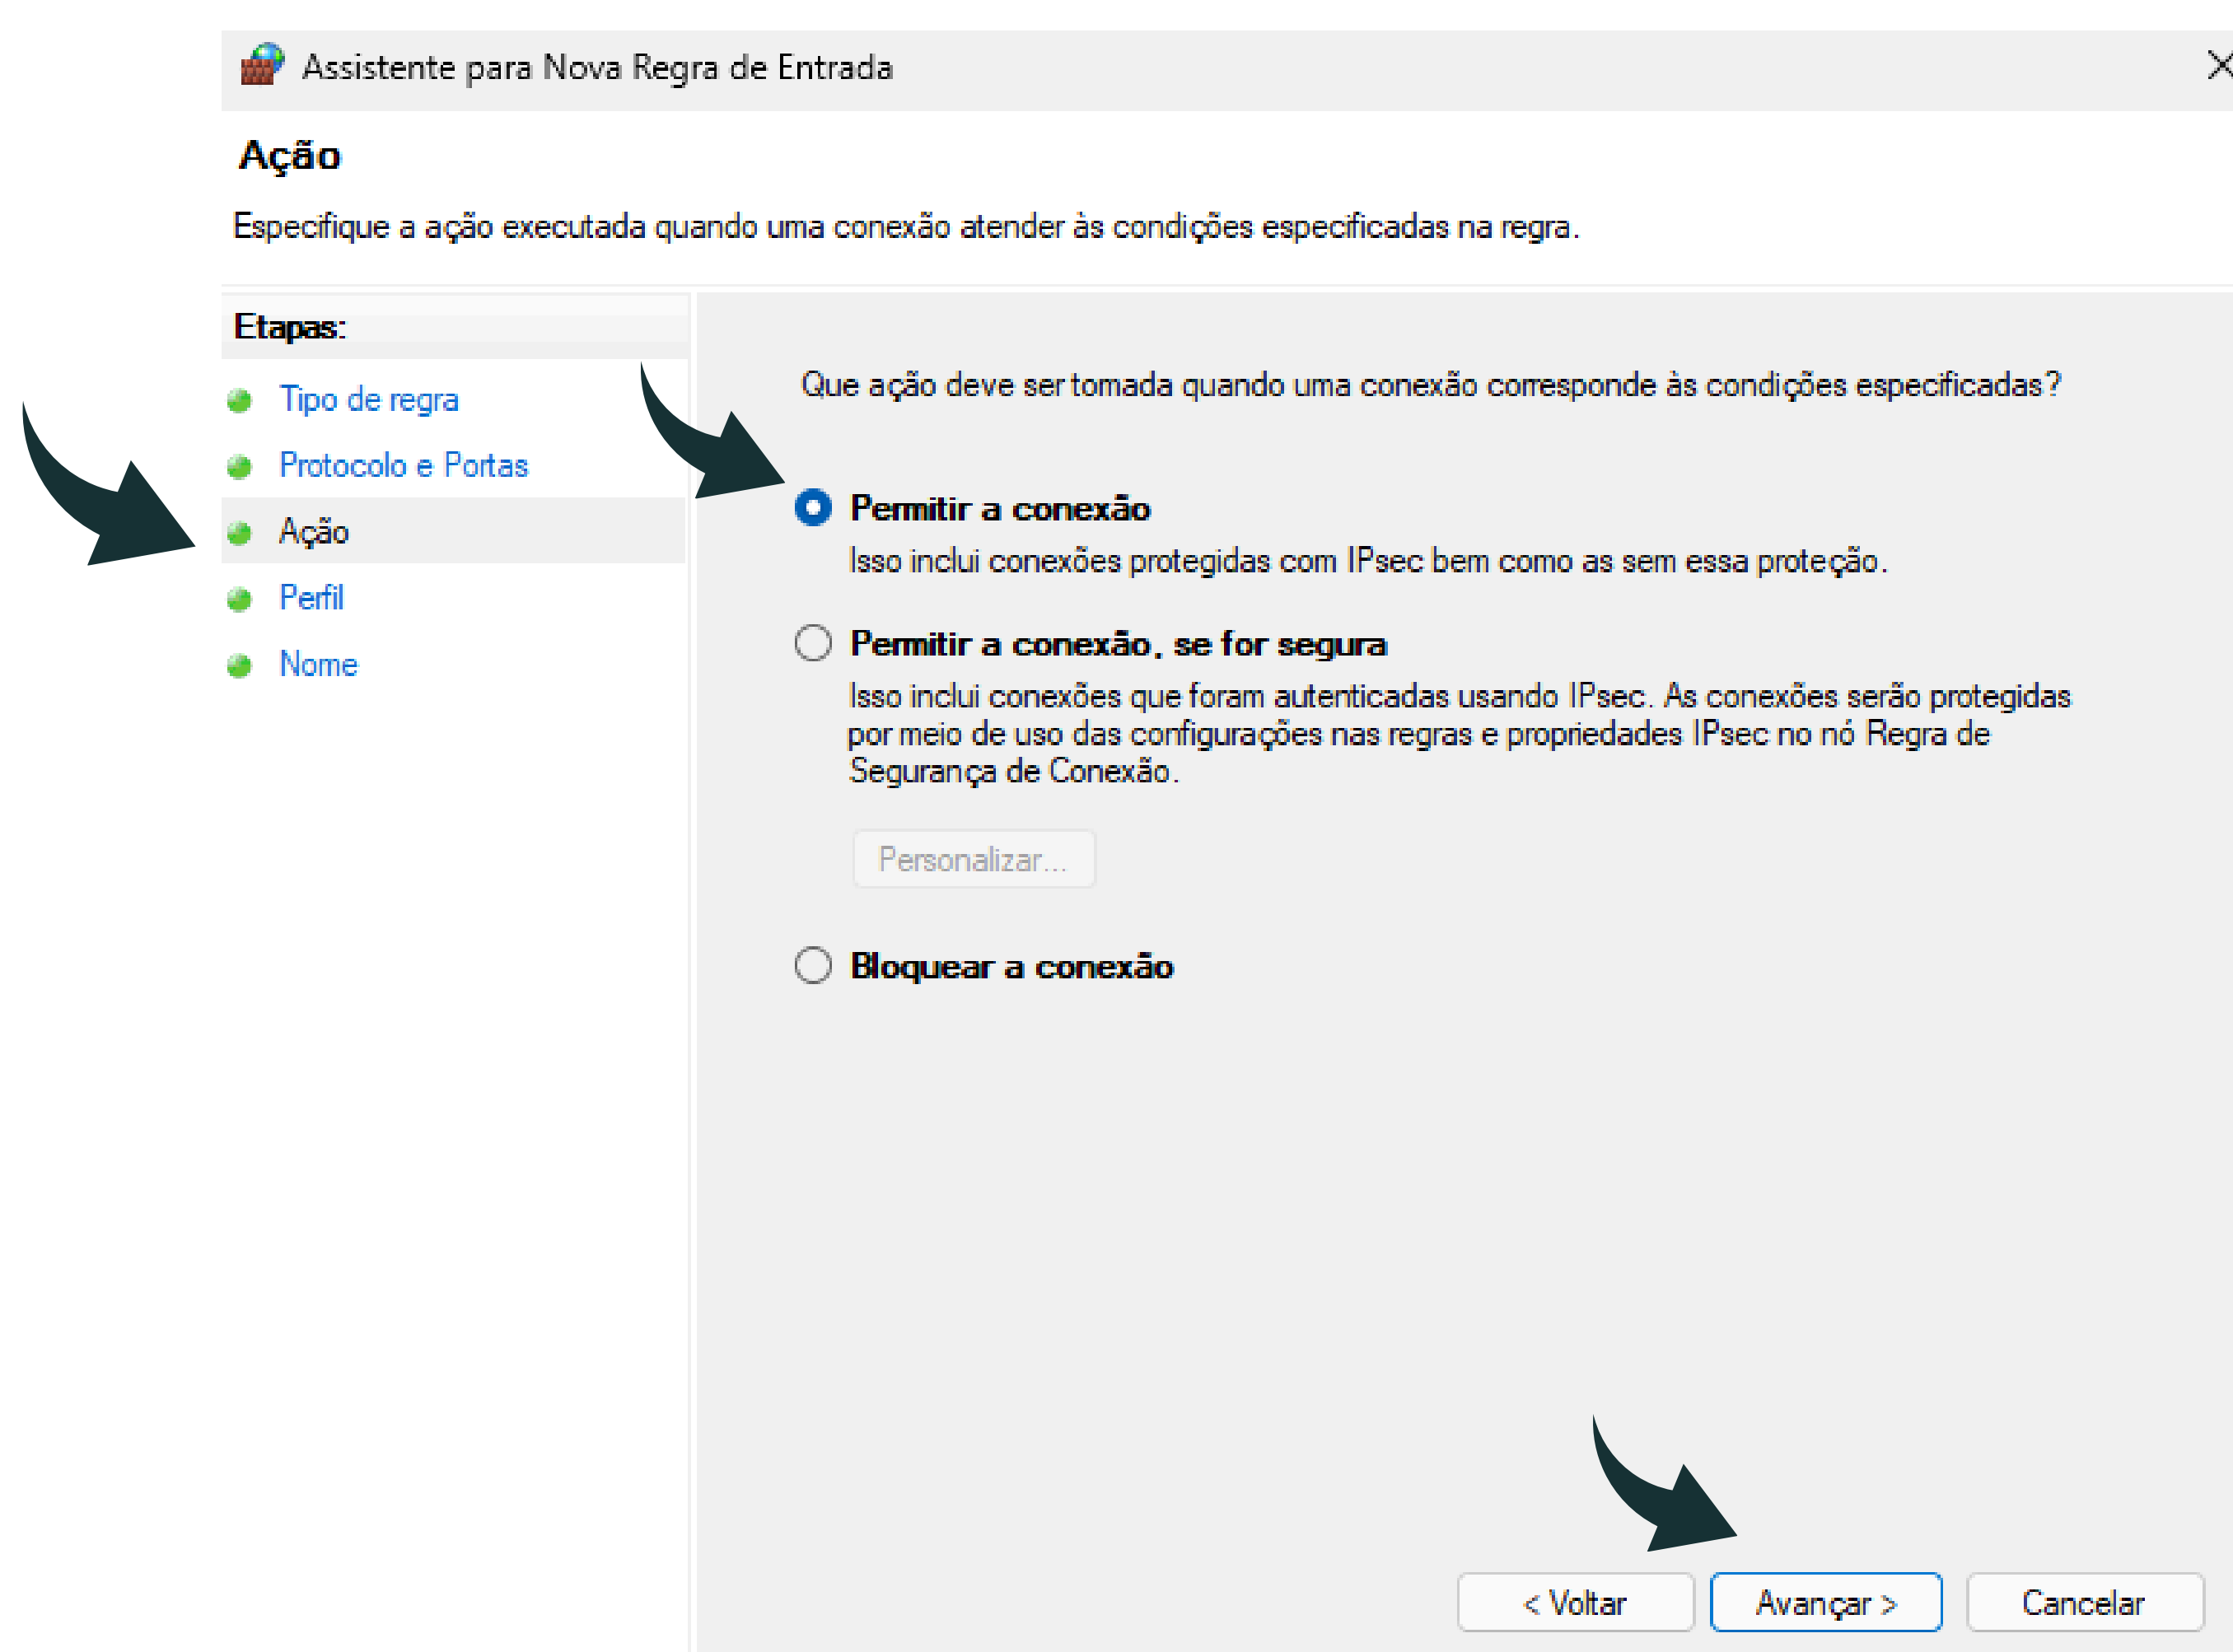 Assistente para Nova Regra de Entrada
Ação
Especifique a ação executada quando uma conexão atender às condições especificadas na regra.
Etapas:
Tipo de regra
Protocolo e Portas
Ação
Perfil
Nome
Que ação deve ser tomada quando uma conexão corresponde às condições especificadas?
Permitir a conexão
Isso inclui conexões protegidas com IPsec bem como as sem essa proteção.
Permitir a conexão, se for segura
Isso inclui conexões que foram autenticadas usando IPsec. As conexões serão protegidas
por meio de uso das configurações nas regras e propriedades IPsec no nó Regra de
Segurança de Conexão.
Personalizar...
Bloquear a conexão
< Voltar
Avançar >
Cancelar